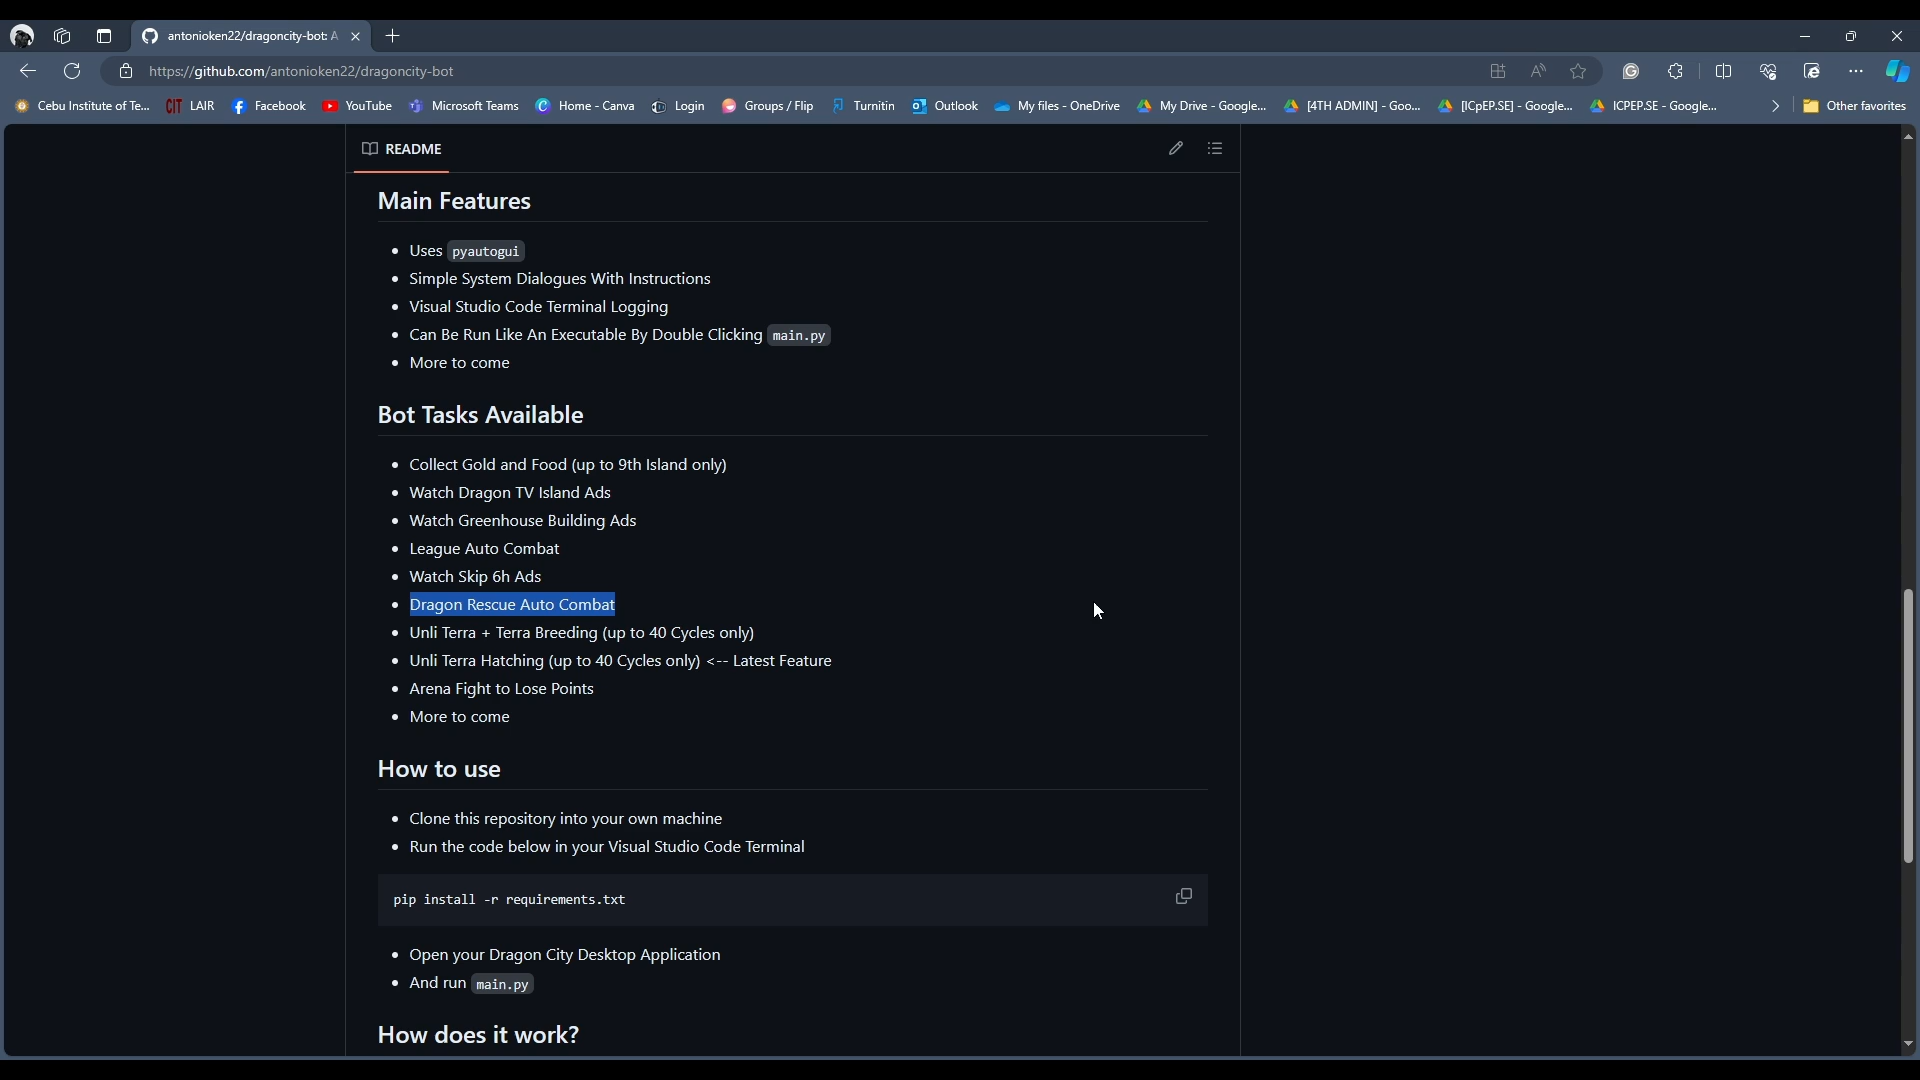 antonioken22/dragoncity-bot: A
https://github.com/antonioken22/dragoncity-bot
Cebu Institute of Te...
CIT LAIR
Facebook
YouTube
Microsoft Teams
Home - Canva
Login
Groups / Flip
Turnitin
Outlook
My files - OneDrive
My Drive - Google...
[4TH ADMIN] - Goo...
[ICpEP.SE] - Google...
ICPEP.SE - Google...
Other favorites
README
Main Features
Uses pyautogui
Simple System Dialogues With Instructions
Visual Studio Code Terminal Logging
Can Be Run Like An Executable By Double Clicking main.py
More to come
Bot Tasks Available
Collect Gold and Food (up to 9th Island only)
Watch Dragon TV Island Ads
Watch Greenhouse Building Ads
League Auto Combat
Watch Skip 6h Ads
Dragon Rescue Auto Combat
Unli Terra + Terra Breeding (up to 40 Cycles only)
Unli Terra Hatching (up to 40 Cycles only) <-- Latest Feature
Arena Fight to Lose Points
More to come
How to use
Clone this repository into your own machine
Run the code below in your Visual Studio Code Terminal
pip install -r requirements.txt
Open your Dragon City Desktop Application
And run main.py
How does it work?